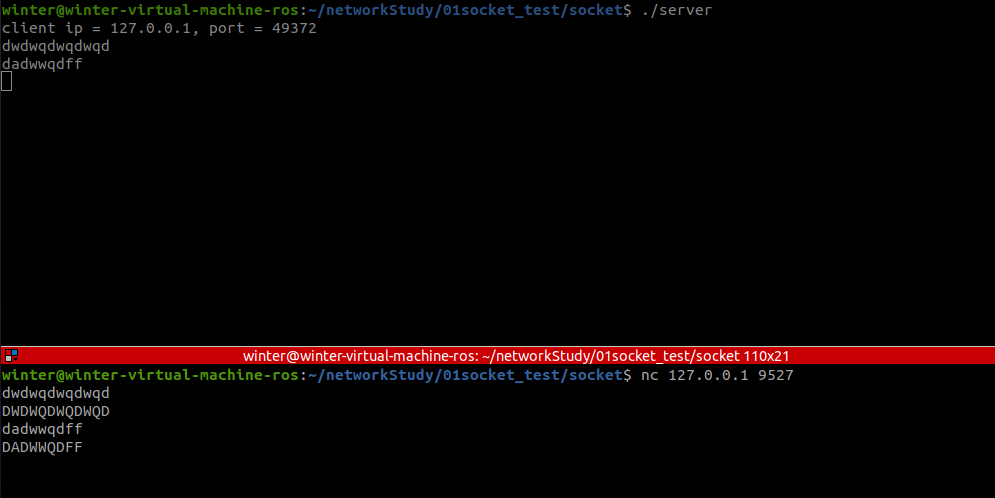 winter@winter-virtual-machine-ros:~/networkStudy/01socket_test/socket$ ./server
client ip = 127.0.0.1, port = 49372
dwdwqdwqdwqd
dadwwqdff
winter@winter-virtual-machine-ros: ~/networkStudy/01socket_test/socket 110x21
winter@winter-virtual-machine-ros:~/networkStudy/01socket_test/socket$ nc 127.0.0.1 9527
dwdwqdwqdwqd
DWDWQDWQDWQD
dadwwqdff
DADWWQDFF